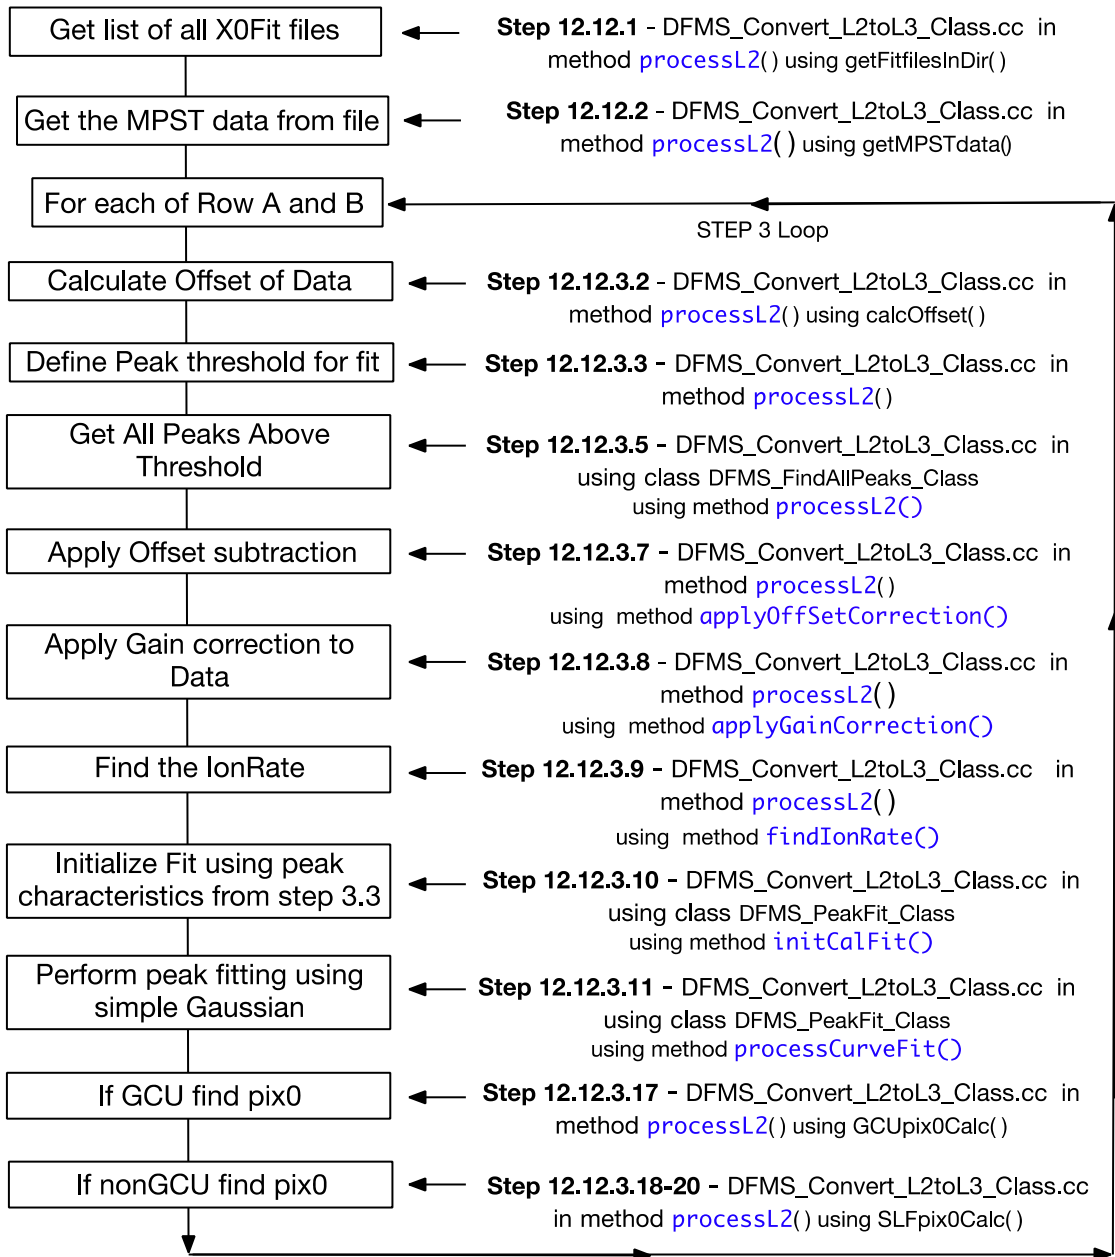 Get list of all X0Fit files
Step 12.12.1 - DFMS_Convert_L2toL3_Class.cc in
method processL2() using getFitfilesInDir()
Get the MPST data from file
Step 12.12.2 - DFMS_Convert_L2toL3_Class.cc in
method processL2() using getMPSTdata()
For each of Row A and B
STEP 3 Loop
Calculate Offset of Data
Step 12.12.3.2 - DFMS_Convert_L2toL3_Class.cc in
method processL2() using calcOffset()
Define Peak threshold for fit
Step 12.12.3.3 - DFMS_Convert_L2toL3_Class.cc in
method processL2()
Get All Peaks Above
Threshold
Step 12.12.3.5 - DFMS_Convert_L2toL3_Class.cc in
using class DFMS_FindAllPeaks_Class
using method processL2()
Apply Offset subtraction
Step 12.12.3.7 - DFMS_Convert_L2toL3_Class.cc in
method processL2()
using method applyOffSetCorrection()
Apply Gain correction to
Data
Step 12.12.3.8 - DFMS_Convert_L2toL3_Class.cc in
method processL2()
using method applyGainCorrection()
Find the IonRate
Step 12.12.3.9 - DFMS_Convert_L2toL3_Class.cc in
method processL2()
using method findIonRate()
Initialize Fit using peak
characteristics from step 3.3
Step 12.12.3.10 - DFMS_Convert_L2toL3_Class.cc in
using class DFMS_PeakFit_Class
using method initCalFit()
Perform peak fitting using
simple Gaussian
Step 12.12.3.11 - DFMS_Convert_L2toL3_Class.cc in
using class DFMS_PeakFit_Class
using method processCurveFit()
If GCU find pix0
Step 12.12.3.17 - DFMS_Convert_L2toL3_Class.cc in
method processL2() using GCUpix0Calc()
If nonGCU find pix0
Step 12.12.3.18-20 - DFMS_Convert_L2toL3_Class.cc
in method processL2() using SLFpix0Calc()